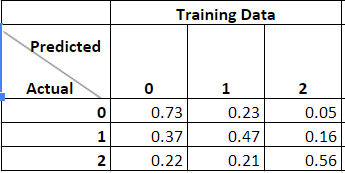 Training Data
Predicted
Actual 0 1 2
0 0.73 0.23 0.05
1 0.37 0.47 0.16
2 0.22 0.21 0.56